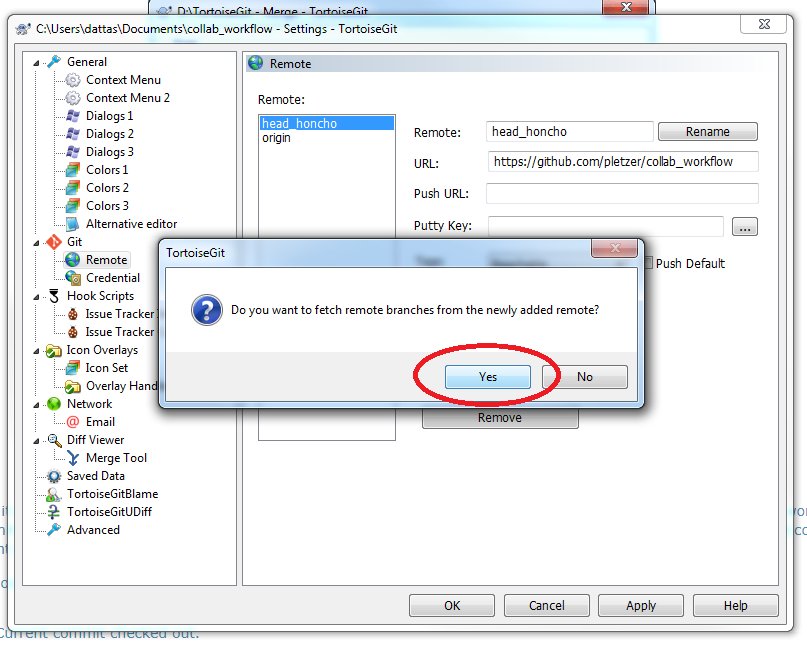 D:\TortoiseGit - Merge - TortoiseGit
C:\Users\dattas\Documents\collab_workflow - Settings - TortoiseGit
General
Context Menu
Context Menu 2
Dialogs 1
Dialogs 2
Dialogs 3
Colors 1
Colors 2
Colors 3
Alternative editor
Git
Remote
Credential
Hook Scripts
Issue Tracker
Issue Tracker
Icon Overlays
Icon Set
Overlay Hand
Network
Email
Diff Viewer
Merge Tool
Saved Data
TortoiseGitBlame
TortoiseGitUDiff
Advanced
Remote
Remote:
head_honcho
origin
Remote: head_honcho Rename
URL: https://github.com/pletzer/collab_workflow
Push URL:
Putty Key: ...
Push Default
TortoiseGit
Do you want to fetch remote branches from the newly added remote?
Yes No
Remove
OK Cancel Apply Help
Current commit checked out.